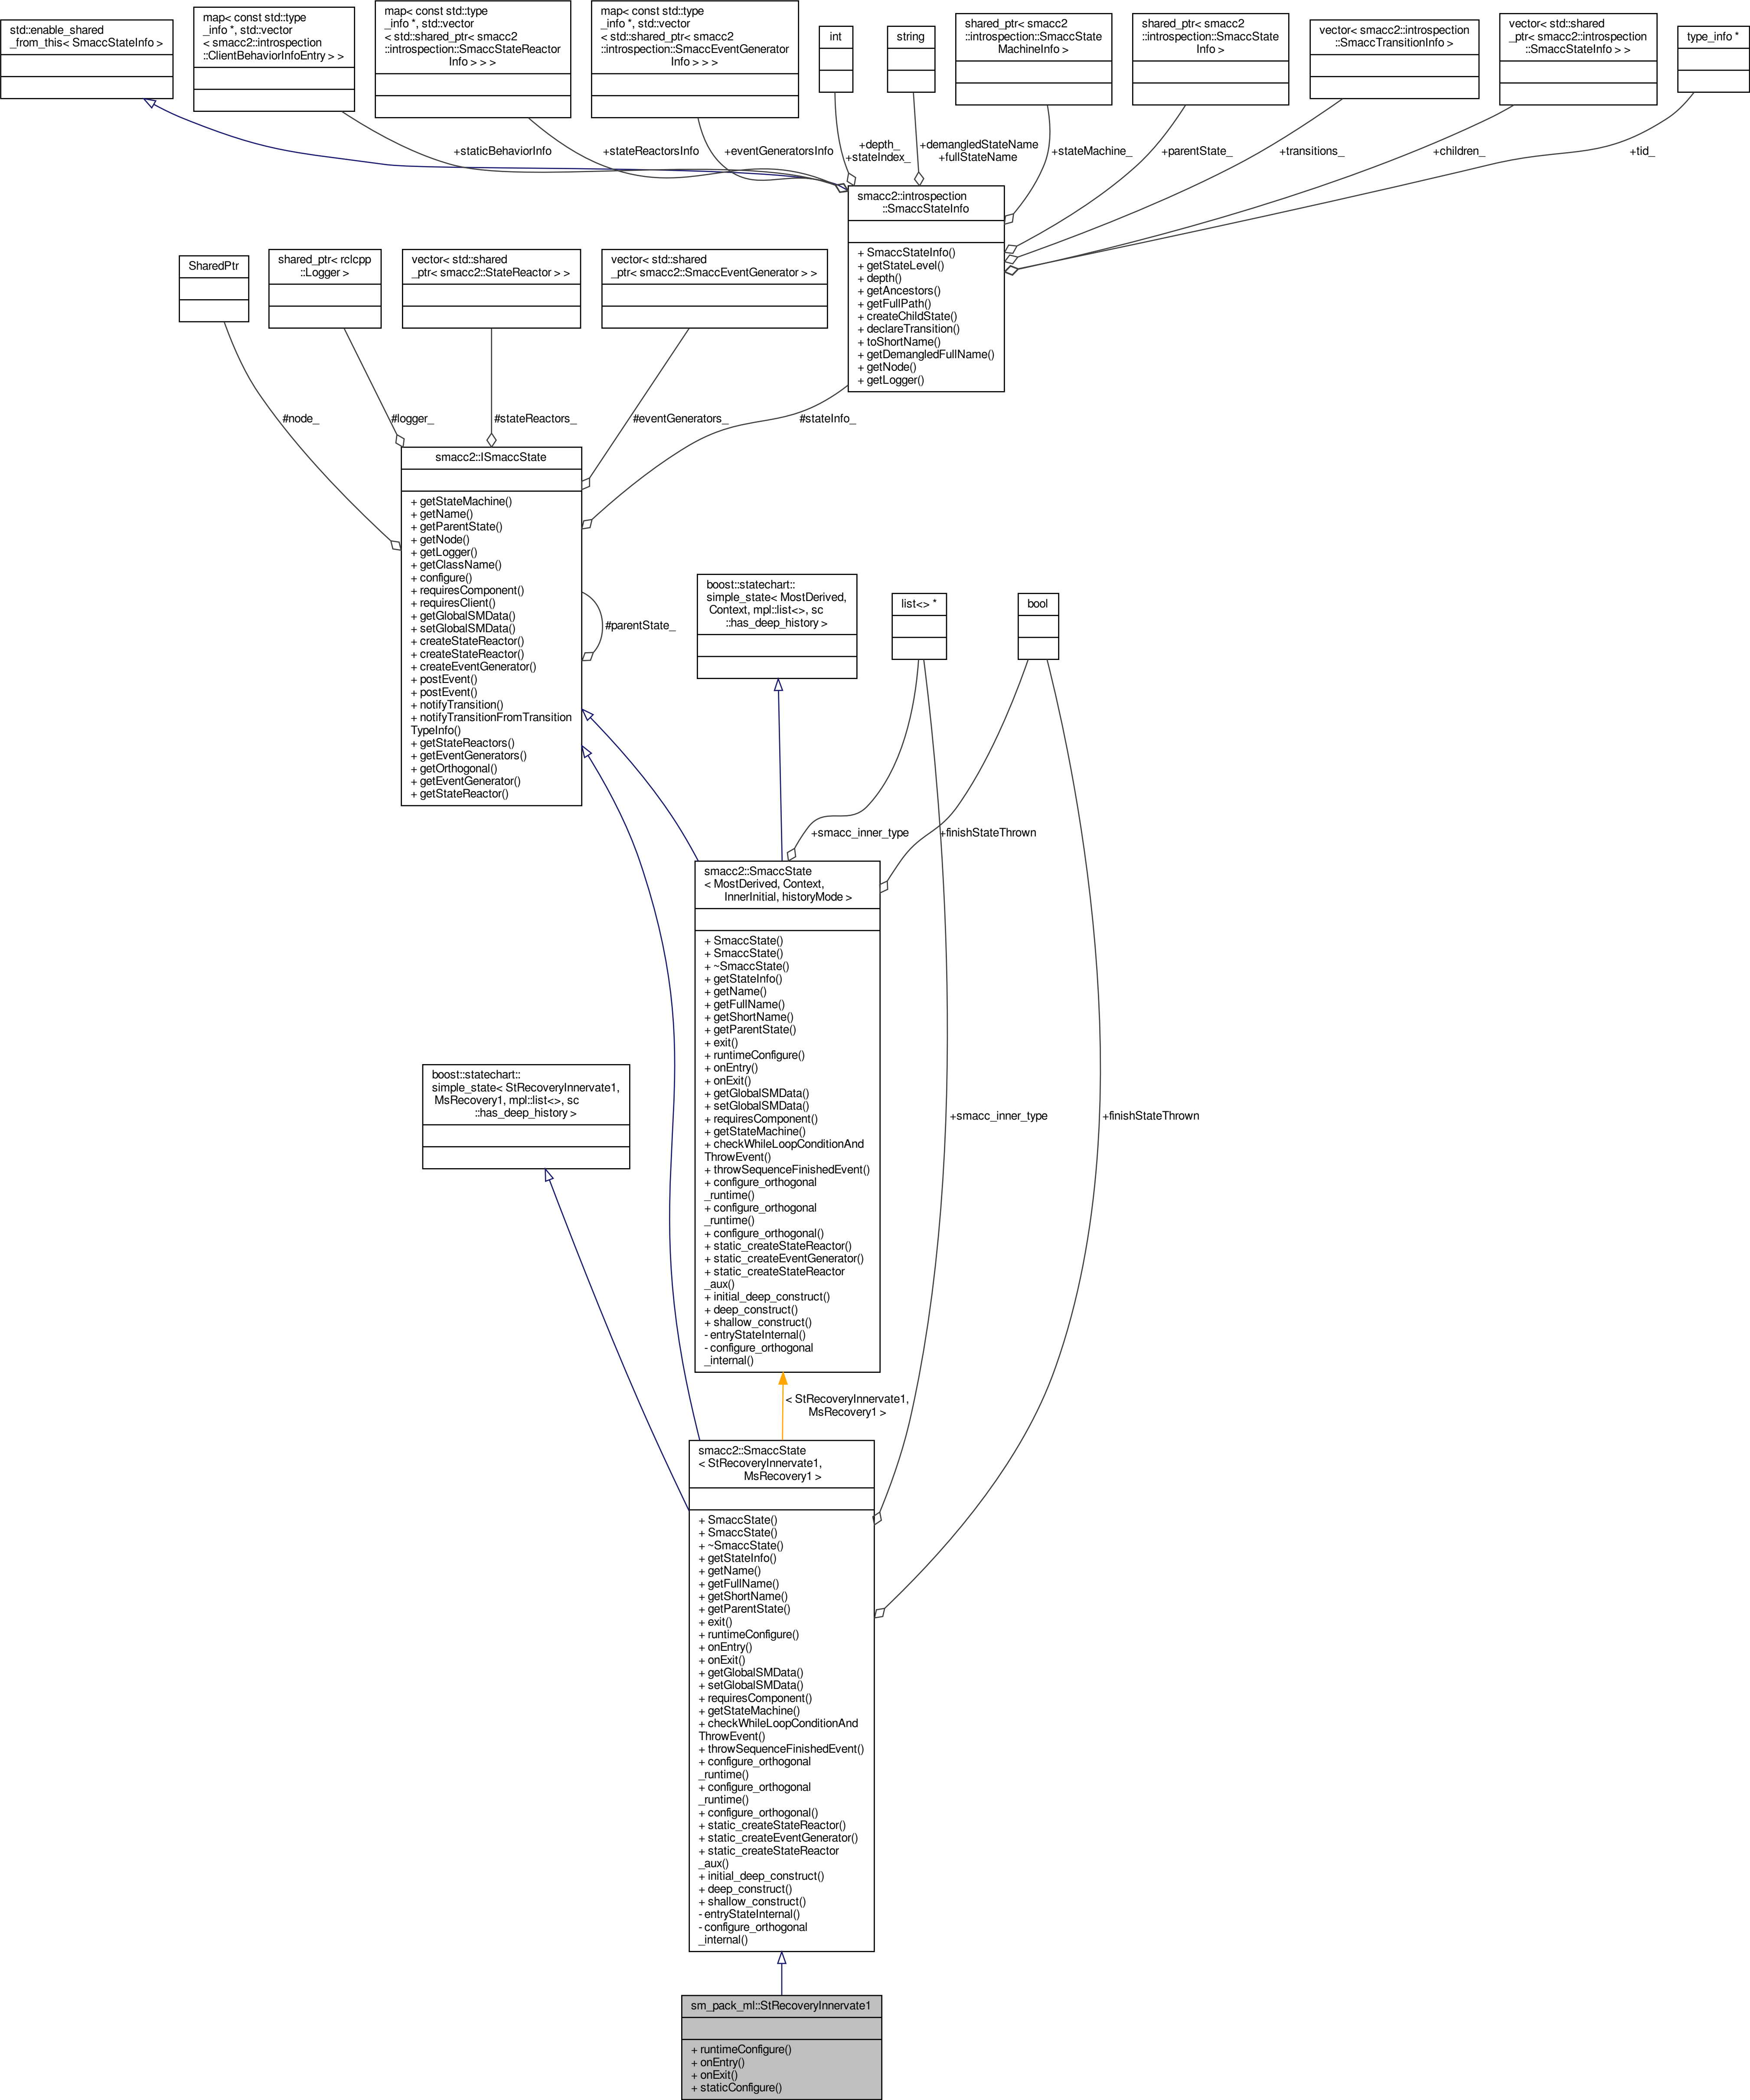 std::enable_shared
_from_this< SmaccStateInfo >
map< const std::type
_info *, std::vector
< smacc2::introspection
::ClientBehaviorInfoEntry > >
map< const std::type
_info *, std::vector
< std::shared_ptr< smacc2
::introspection::SmaccStateReactor
Info > > >
map< const std::type
_info *, std::vector
< std::shared_ptr< smacc2
::introspection::SmaccEventGenerator
Info > > >
int
string
shared_ptr< smacc2
::introspection::SmaccState
MachineInfo >
shared_ptr< smacc2
::introspection::SmaccState
Info >
vector< smacc2::introspection
::SmaccTransitionInfo >
vector< std::shared
_ptr< smacc2::introspection
::SmaccStateInfo > >
type_info *
+staticBehaviorInfo
+stateReactorsInfo
+eventGeneratorsInfo
+depth_
+stateIndex_
+demangledStateName
+fullStateName
+stateMachine_
+parentState_
+transitions_
+children_
+tid_
smacc2::introspection
::SmaccStateInfo
+ SmaccStateInfo()
+ getStateLevel()
+ depth()
+ getAncestors()
+ getFullPath()
+ createChildState()
+ declareTransition()
+ toShortName()
+ getDemangledFullName()
+ getNode()
+ getLogger()
SharedPtr
shared_ptr< rclcpp
::Logger >
vector< std::shared
_ptr< smacc2::StateReactor > >
vector< std::shared
_ptr< smacc2::SmaccEventGenerator > >
#node_
#logger_
#stateReactors_
#eventGenerators_
#stateInfo_
smacc2::ISmaccState
+ getStateMachine()
+ getName()
+ getParentState()
+ getNode()
+ getLogger()
+ getClassName()
+ configure()
+ requiresComponent()
+ requiresClient()
+ getGlobalSMData()
+ setGlobalSMData()
+ createStateReactor()
+ createStateReactor()
+ createEventGenerator()
+ postEvent()
+ postEvent()
+ notifyTransition()
+ notifyTransitionFromTransition
TypeInfo()
+ getStateReactors()
+ getEventGenerators()
+ getOrthogonal()
+ getEventGenerator()
+ getStateReactor()
#parentState_
boost::statechart::
simple_state< MostDerived,
Context, mpl::list<>, sc
::has_deep_history >
list<> *
bool
+smacc_inner_type
+finishStateThrown
smacc2::SmaccState
< MostDerived, Context,
InnerInitial, historyMode >
+ SmaccState()
+ SmaccState()
+ ~SmaccState()
+ getStateInfo()
+ getName()
+ getFullName()
+ getShortName()
+ getParentState()
+ exit()
+ runtimeConfigure()
+ onEntry()
+ onExit()
+ getGlobalSMData()
+ setGlobalSMData()
+ requiresComponent()
+ getStateMachine()
+ checkWhileLoopConditionAnd
ThrowEvent()
+ throwSequenceFinishedEvent()
+ configure_orthogonal
_runtime()
+ configure_orthogonal
_runtime()
+ configure_orthogonal()
+ static_createStateReactor()
+ static_createEventGenerator()
+ static_createStateReactor
_aux()
+ initial_deep_construct()
+ deep_construct()
+ shallow_construct()
- entryStateInternal()
- configure_orthogonal
_internal()
boost::statechart::
simple_state< StRecoveryInnervate1,
MsRecovery1, mpl::list<>, sc
::has_deep_history >
+smacc_inner_type
+finishStateThrown
< StRecoveryInnervate1,
MsRecovery1 >
smacc2::SmaccState
< StRecoveryInnervate1,
MsRecovery1 >
+ SmaccState()
+ SmaccState()
+ ~SmaccState()
+ getStateInfo()
+ getName()
+ getFullName()
+ getShortName()
+ getParentState()
+ exit()
+ runtimeConfigure()
+ onEntry()
+ onExit()
+ getGlobalSMData()
+ setGlobalSMData()
+ requiresComponent()
+ getStateMachine()
+ checkWhileLoopConditionAnd
ThrowEvent()
+ throwSequenceFinishedEvent()
+ configure_orthogonal
_runtime()
+ configure_orthogonal
_runtime()
+ configure_orthogonal()
+ static_createStateReactor()
+ static_createEventGenerator()
+ static_createStateReactor
_aux()
+ initial_deep_construct()
+ deep_construct()
+ shallow_construct()
- entryStateInternal()
- configure_orthogonal
_internal()
sm_pack_ml::StRecoveryInnervate1
+ runtimeConfigure()
+ onEntry()
+ onExit()
+ staticConfigure()